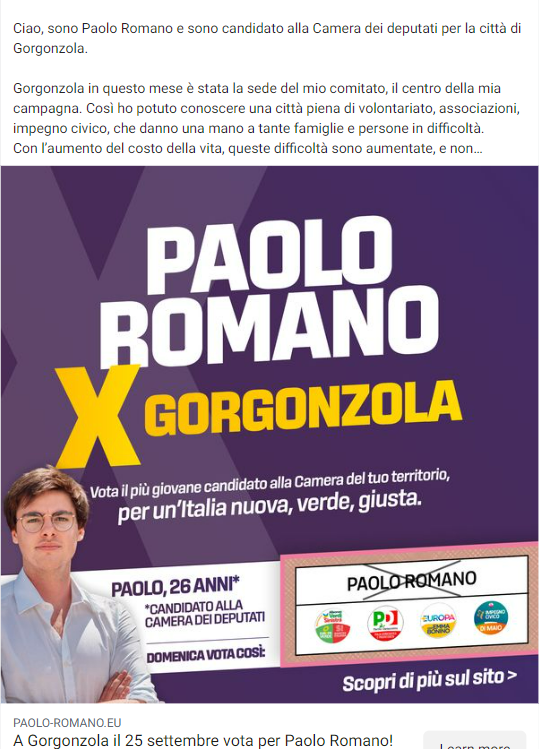 Ciao, sono Paolo Romano e sono candidato alla Camera dei deputati per la città di
Gorgonzola.
Gorgonzola in questo mese è stata la sede del mio comitato, il centro della mia
campagna. Così ho potuto conoscere una città piena di volontariato, associazioni,
impegno civico, che danno una mano a tante famiglie e persone in difficoltà.
Con l'aumento del costo della vita, queste difficoltà sono aumentate, e non...
PAOLO
ROMANO
X GORGONZOLA
Vota il più giovane candidato alla Camera del tuo territorio,
per un'Italia nuova, verde, giusta.
PAOLO, 26 ANNI*
*CANDIDATO ALLA
CAMERA DEI DEPUTATI
DOMENICA VOTA COSÌ:
PAOLO ROMANO
Sinistra
SI
PD
+EUROPA
EMMA
BONINO
IMPEGNO
CIVICO
DI MAIO
Scopri di più sul sito >
PAOLO-ROMANO.EU
A Gorgonzola il 25 settembre vota per Paolo Romano!
Learn more